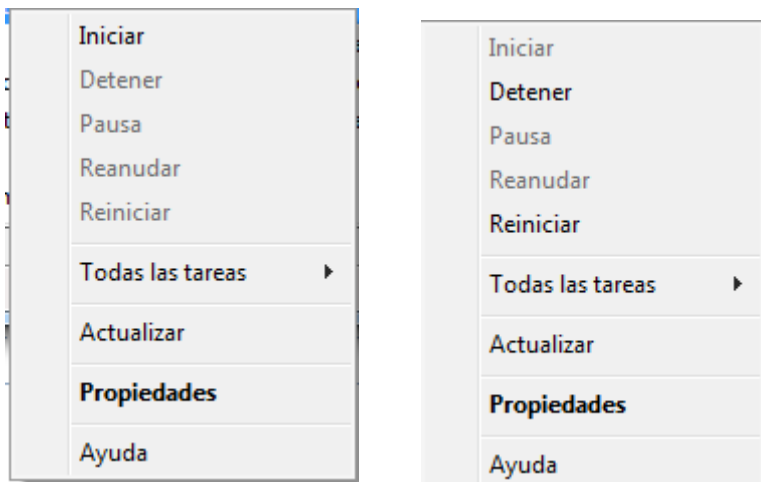 Iniciar
Detener
Pausa
Reanudar
Reiniciar
Todas las tareas
Actualizar
Propiedades
Ayuda
Iniciar
Detener
Pausa
Reanudar
Reiniciar
Todas las tareas
Actualizar
Propiedades
Ayuda